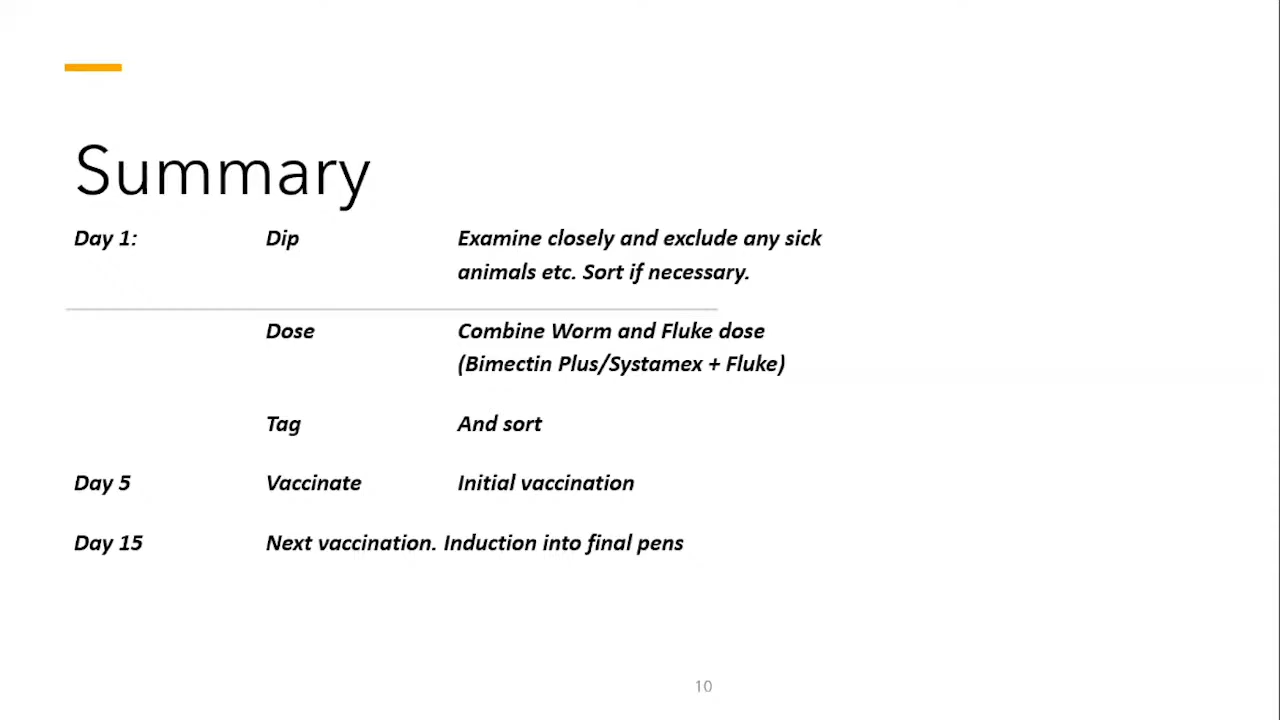 Summary
Day 1: Dip Examine closely and exclude any sick
animals etc. Sort if necessary.
Dose Combine Worm and Fluke dose
(Bimectin Plus/Systamex + Fluke)
Tag And sort
Day 5 Vaccinate Initial vaccination
Day 15 Next vaccination. Induction into final pens
10